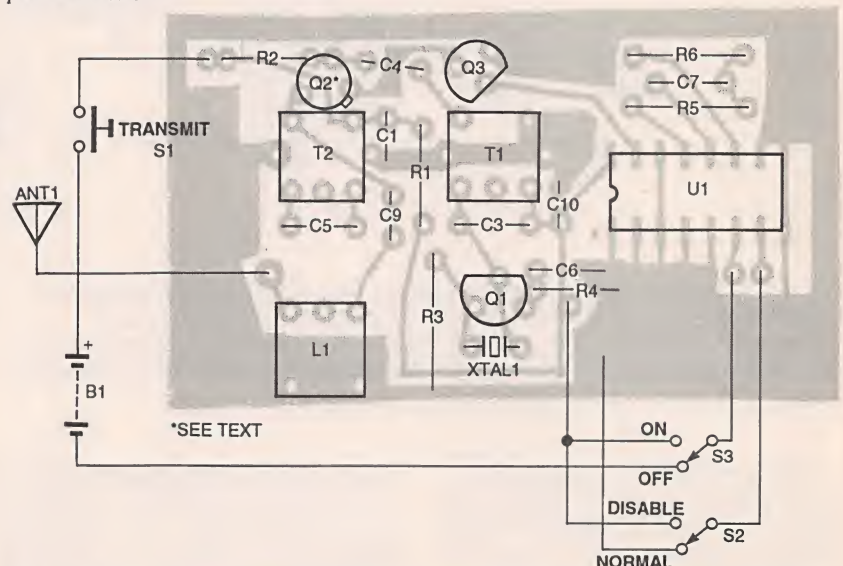 R2
C4
Q2*
Q3
R6
C7
R5
TRANSMIT
S1
C1
T2
R1
T1
U1
ANT1
C5
C9
C3
C10
C6
R4
Q1
R3
L1
XTAL1
+
B1
*SEE TEXT
ON
S3
OFF
DISABLE
S2
NORMAL